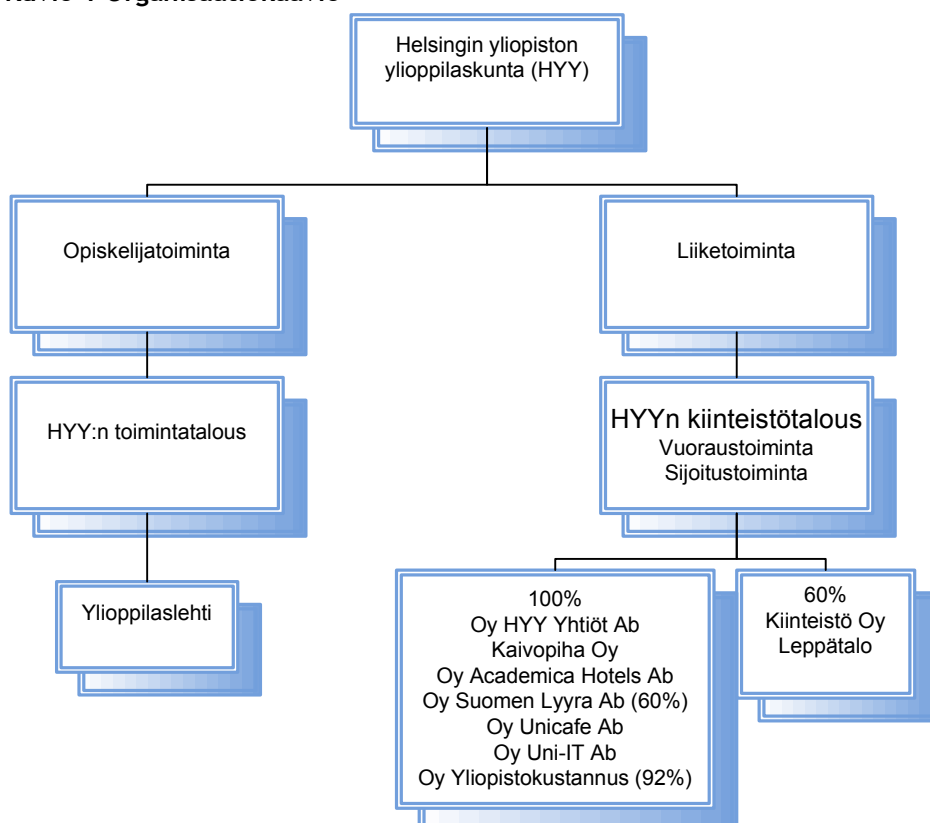 Helsingin yliopiston
ylioppilaskunta (HYY)
Opiskelijatoiminta
Liiketoiminta
HYY:n toimintatalous
HYYn kiinteistötalous
Vuoraustoiminta
Sijoitustoiminta
Ylioppilaslehti
100%
Oy HYY Yhtiöt Ab
Kaivopiha Oy
Oy Academica Hotels Ab
Oy Suomen Lyyra Ab (60%)
Oy Unicafe Ab
Oy Uni-IT Ab
Oy Yliopistokustannus (92%)
60%
Kiinteistö Oy
Leppätalo